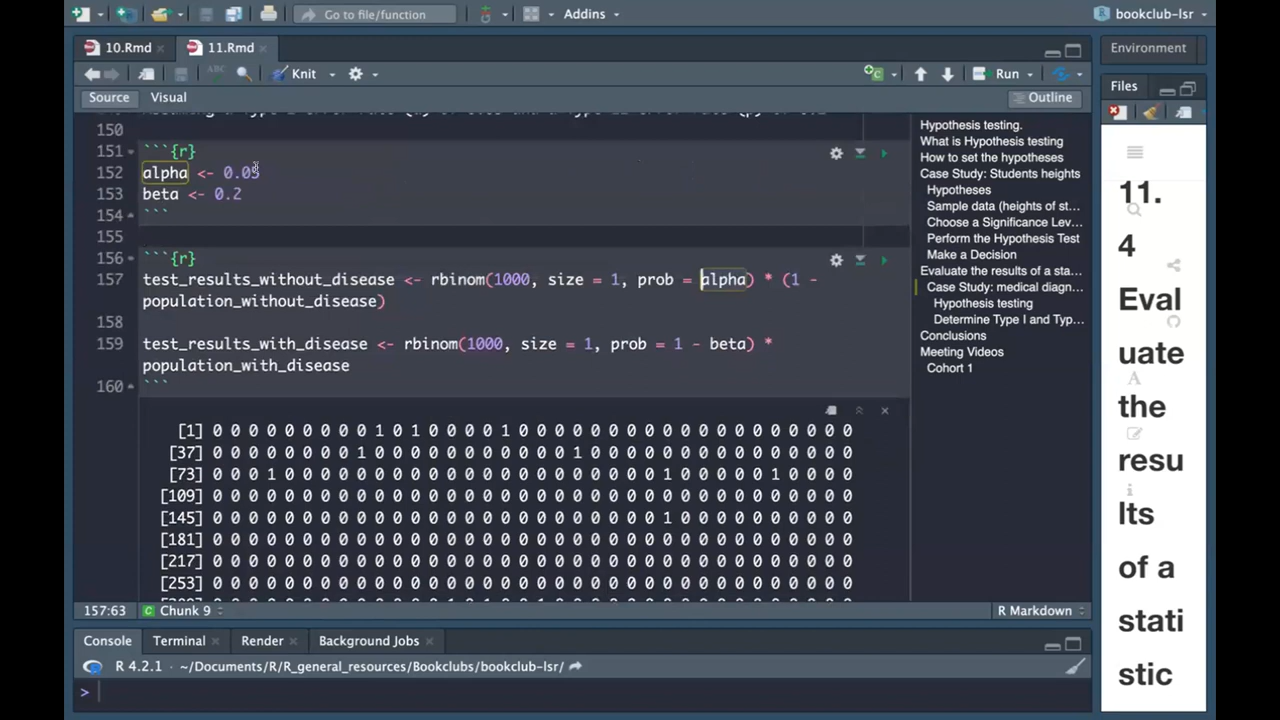 Go to file/function
Addins
bookclub-lsr
10.Rmd
11.Rmd
Environment
ABC
Knit
Run
Files
Source
Visual
Outline
150
151
```{r}
152
alpha <- 0.05
153
beta <- 0.2
154
```
155
156
```{r}
157
test_results_without_disease <- rbinom(1000, size = 1, prob = alpha) * (1 -
population_without_disease)
158
159
test_results_with_disease <- rbinom(1000, size = 1, prob = 1 - beta) *
population_with_disease
160
```
[1] 0 0 0 0 0 0 0 0 0 1 0 1 0 0 0 0 1 0 0 0 0 0 0 0 0 0 0 0 0 0 0 0 0 0 0 0
[37] 0 0 0 0 0 0 0 0 1 0 0 0 0 0 0 0 0 0 0 0 1 0 0 0 0 0 0 0 0 0 0 0 0 0 0 0
[73] 0 0 0 1 0 0 0 0 0 0 0 0 0 0 0 0 0 0 0 0 0 0 0 0 0 1 0 0 0 0 0 1 0 0 0 0
[109] 0 0 0 0 0 0 0 0 0 0 0 0 0 0 0 0 0 0 0 0 0 0 0 0 0 0 0 0 0 0 0 0 0 0 0 0
[145] 0 0 0 0 0 0 0 0 0 0 0 0 0 0 0 0 0 0 0 0 0 0 0 0 0 1 0 0 0 0 0 0 0 0 0 0
[181] 0 0 0 0 0 0 0 0 0 0 0 0 0 0 0 0 0 0 0 0 0 0 0 0 0 0 0 0 0 0 0 0 0 0 0 0
[217] 0 0 0 0 0 0 0 0 0 0 0 0 0 0 0 0 0 0 0 0 0 0 0 0 0 0 0 0 0 0 0 0 0 0 0 0
[253] 0 0 0 0 0 0 0 0 0 0 0 0 0 0 0 0 0 0 0 0 0 0 0 0 0 0 0 0 0 0 0 0 0 0 0 0
Hypothesis testing.
What is Hypothesis testing
How to set the hypotheses
Case Study: Students heights
Hypotheses
Sample data (heights of st...
Choose a Significance Lev...
Perform the Hypothesis Test
Make a Decision
Evaluate the results of a sta...
Case Study: medical diagn...
Hypothesis testing
Determine Type I and Typ...
Conclusions
Meeting Videos
Cohort 1
11.
4
Eval
uate
the
resu
lts
of a
stati
stic
157:63
Chunk 9
R Markdown
Console
Terminal
Render
Background Jobs
R 4.2.1 · ~/Documents/R/R_general_resources/Bookclubs/bookclub-lsr/
>